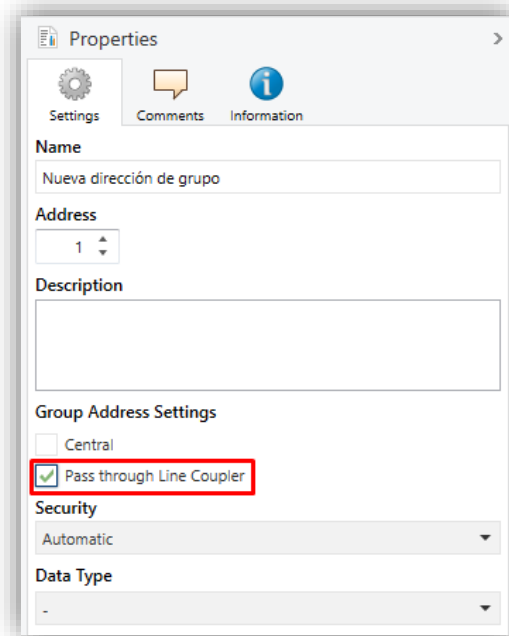 Properties
Settings Comments Information
Name
Nueva dirección de grupo
Address
1
Description
Group Address Settings
Central
Pass through Line Coupler
Security
Automatic
Data Type
-